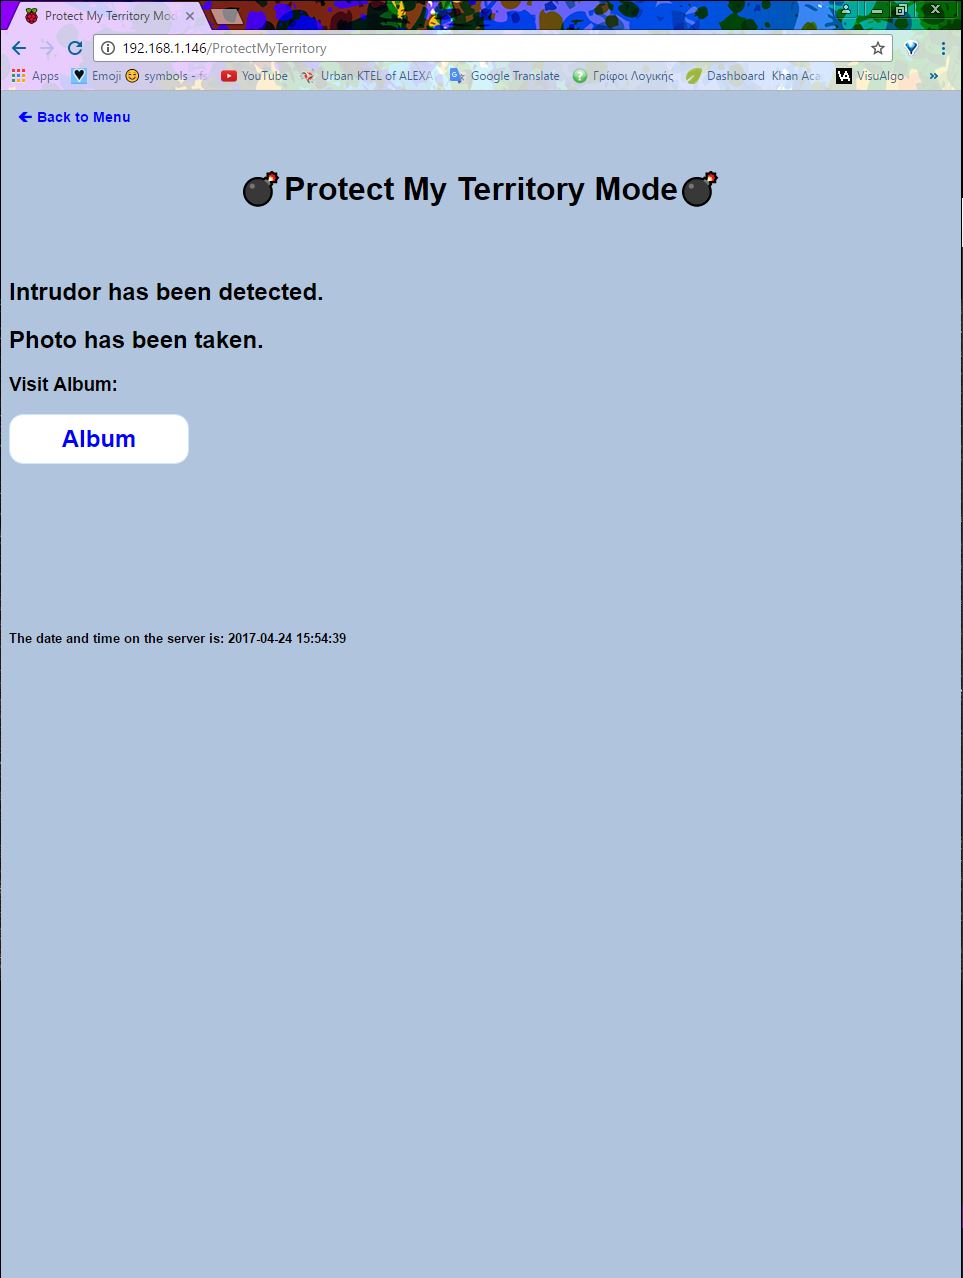 Protect My Territory Mod
192.168.1.146/ProtectMyTerritory
Apps Emoji 😊 symbols - fs YouTube Urban KTEL of ALEXA Google Translate Γρίφοι Λογικής Dashboard Khan Aca VisuAlgo »
← Back to Menu
💣Protect My Territory Mode💣
Intrudor has been detected.
Photo has been taken.
Visit Album:
Album
The date and time on the server is: 2017-04-24 15:54:39